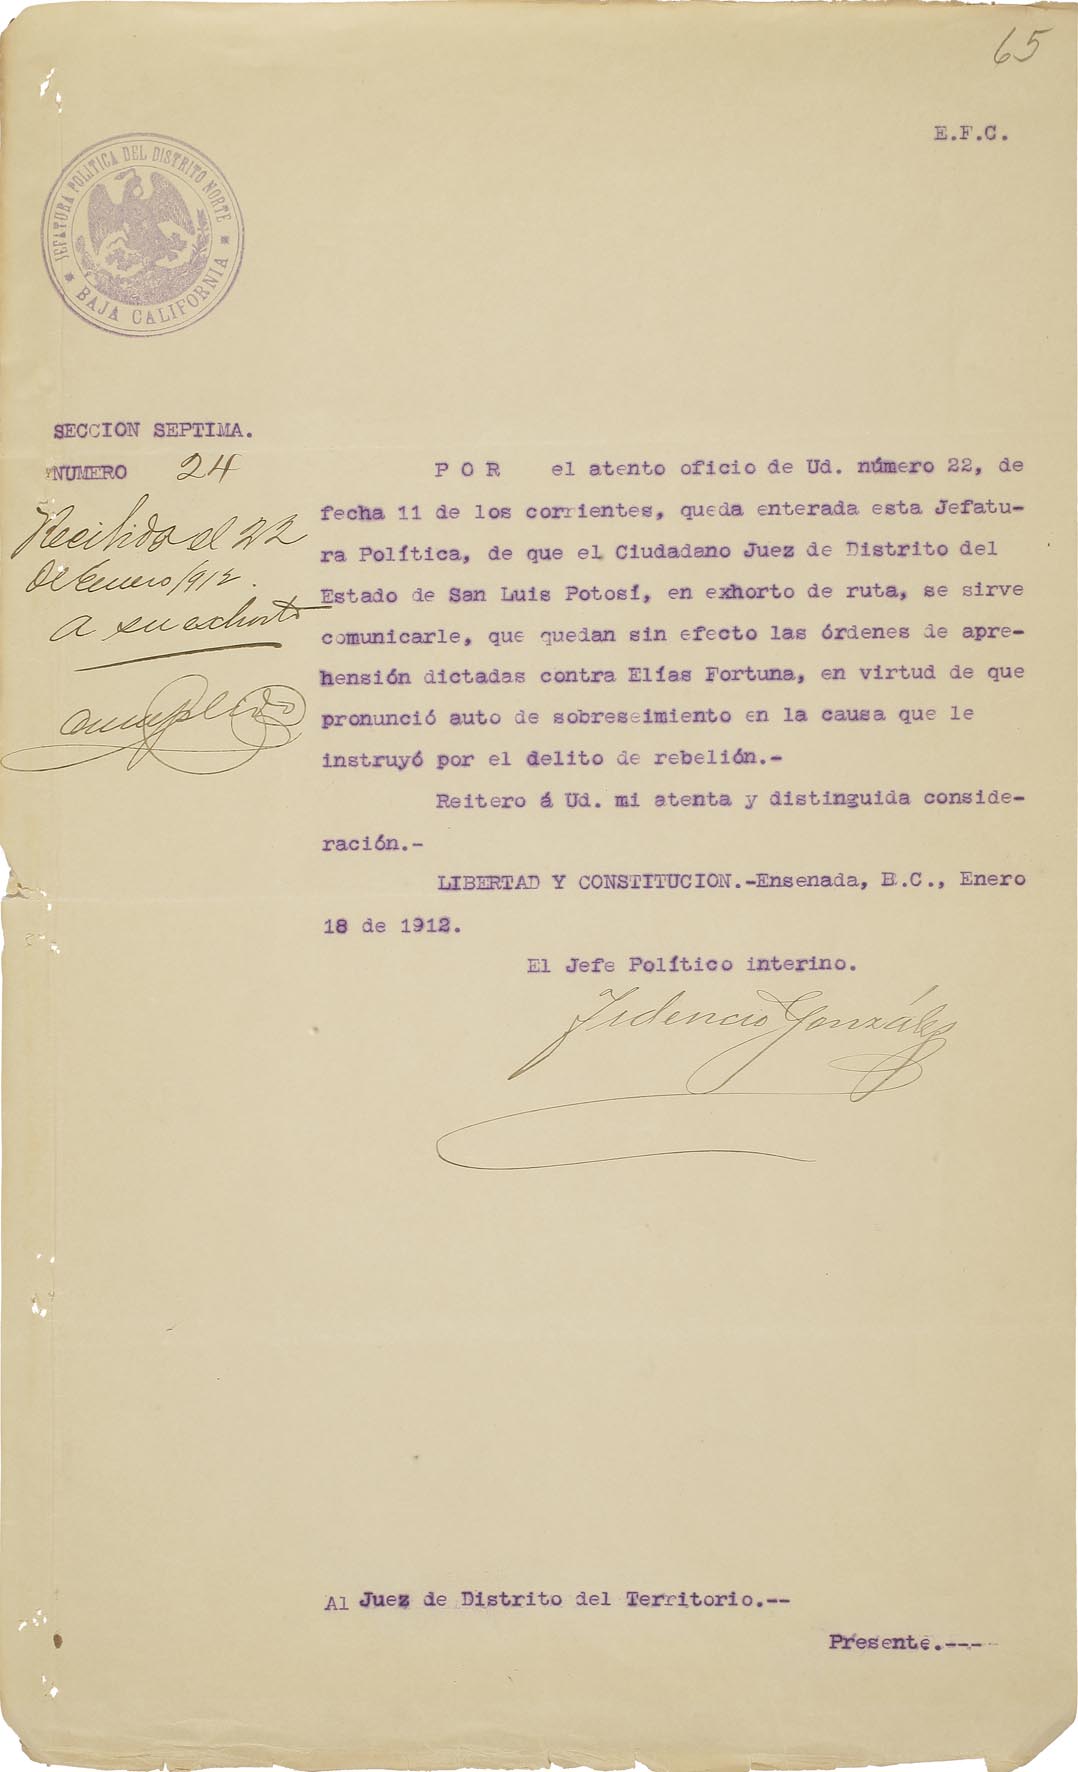 65
E.F.C.
JEFATURA POLITICA DEL DISTRITO NORTE
* BAJA CALIFORNIA *
SECCION SEPTIMA.
NUMERO 24
Recibido el 22
de Enero 1912.
A su exhorto
P O R el atento oficio de Ud. número 22, de
fecha 11 de los corrientes, queda enterada esta Jefatu-
ra Política, de que el Ciudadano Juez de Distrito del
Estado de San Luis Potosí, en exhorto de ruta, se sirve
comunicarle, que quedan sin efecto las órdenes de apre-
hensión dictadas contra Elías Fortuna, en virtud de que
pronunció auto de sobreseimiento en la causa que le
instruyó por el delito de rebelión.-
Reitero á Ud. mi atenta y distinguida conside-
ración.-
LIBERTAD Y CONSTITUCION.-Ensenada, B.C., Enero
18 de 1912.
El Jefe Político interino.
Fidencio González
Al Juez de Distrito del Territorio.--
Presente.----